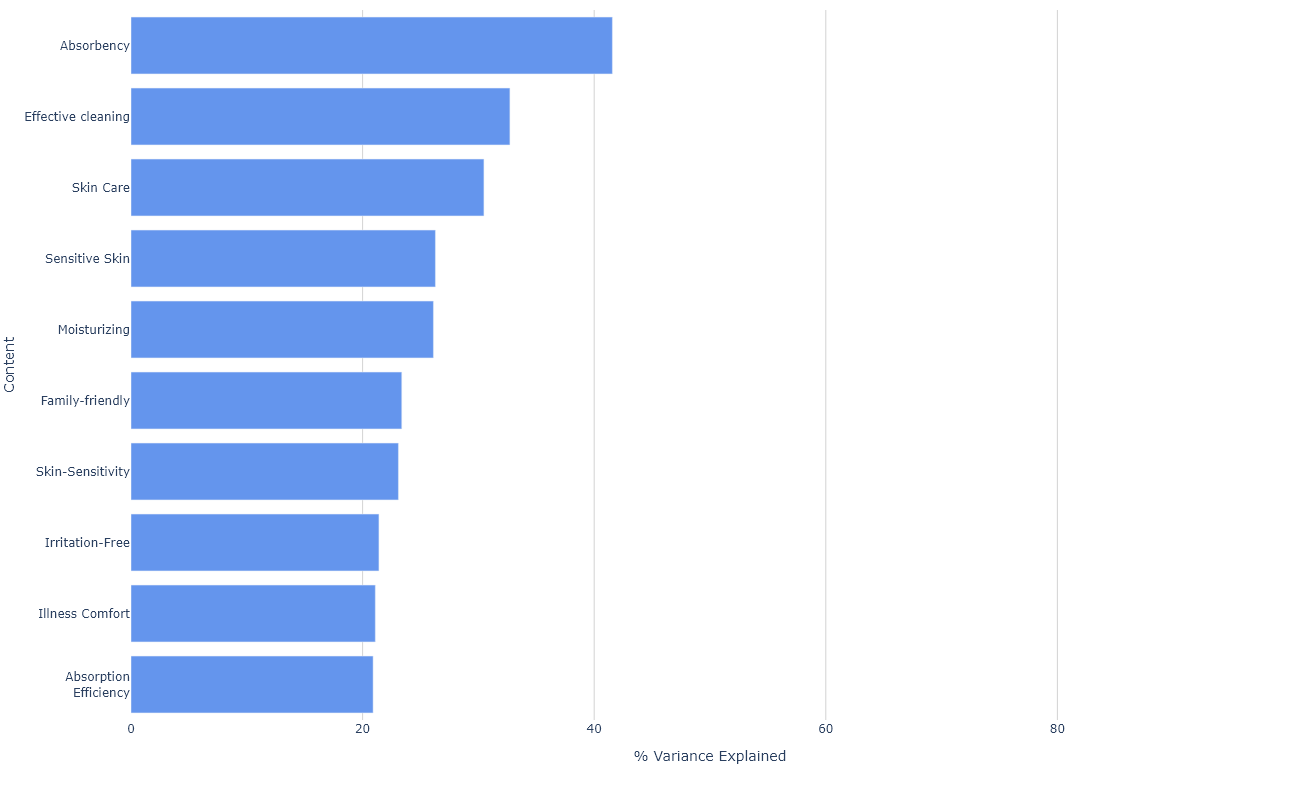 Absorbency
Effective cleaning
Skin Care
Sensitive Skin
Moisturizing
Family-friendly
Skin-Sensitivity
Irritation-Free
Illness Comfort
Absorption
Efficiency
Content
0 20 40 60 80
% Variance Explained